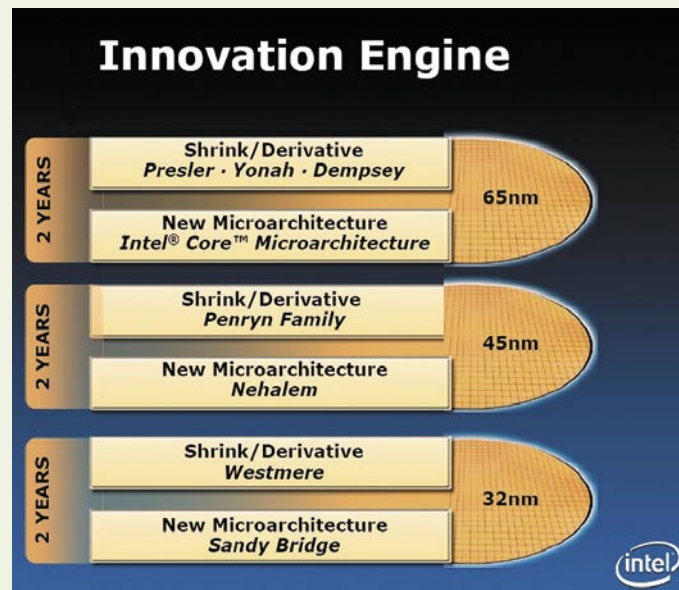 Innovation Engine
2 YEARS
Shrink/Derivative
Presler · Yonah · Dempsey
New Microarchitecture
Intel® Core™ Microarchitecture
65nm
2 YEARS
Shrink/Derivative
Penryn Family
New Microarchitecture
Nehalem
45nm
2 YEARS
Shrink/Derivative
Westmere
New Microarchitecture
Sandy Bridge
32nm
intel